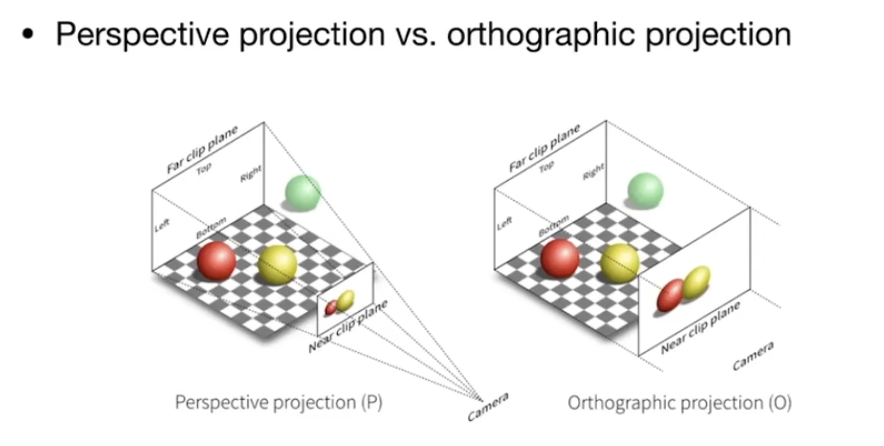 • Perspective projection vs. orthographic projection
Far clip plane
Top
Right
Left
Bottom
Near clip plane
Camera
Perspective projection (P)
Far clip plane
Top
Right
Left
Bottom
Near clip plane
Camera
Orthographic projection (O)